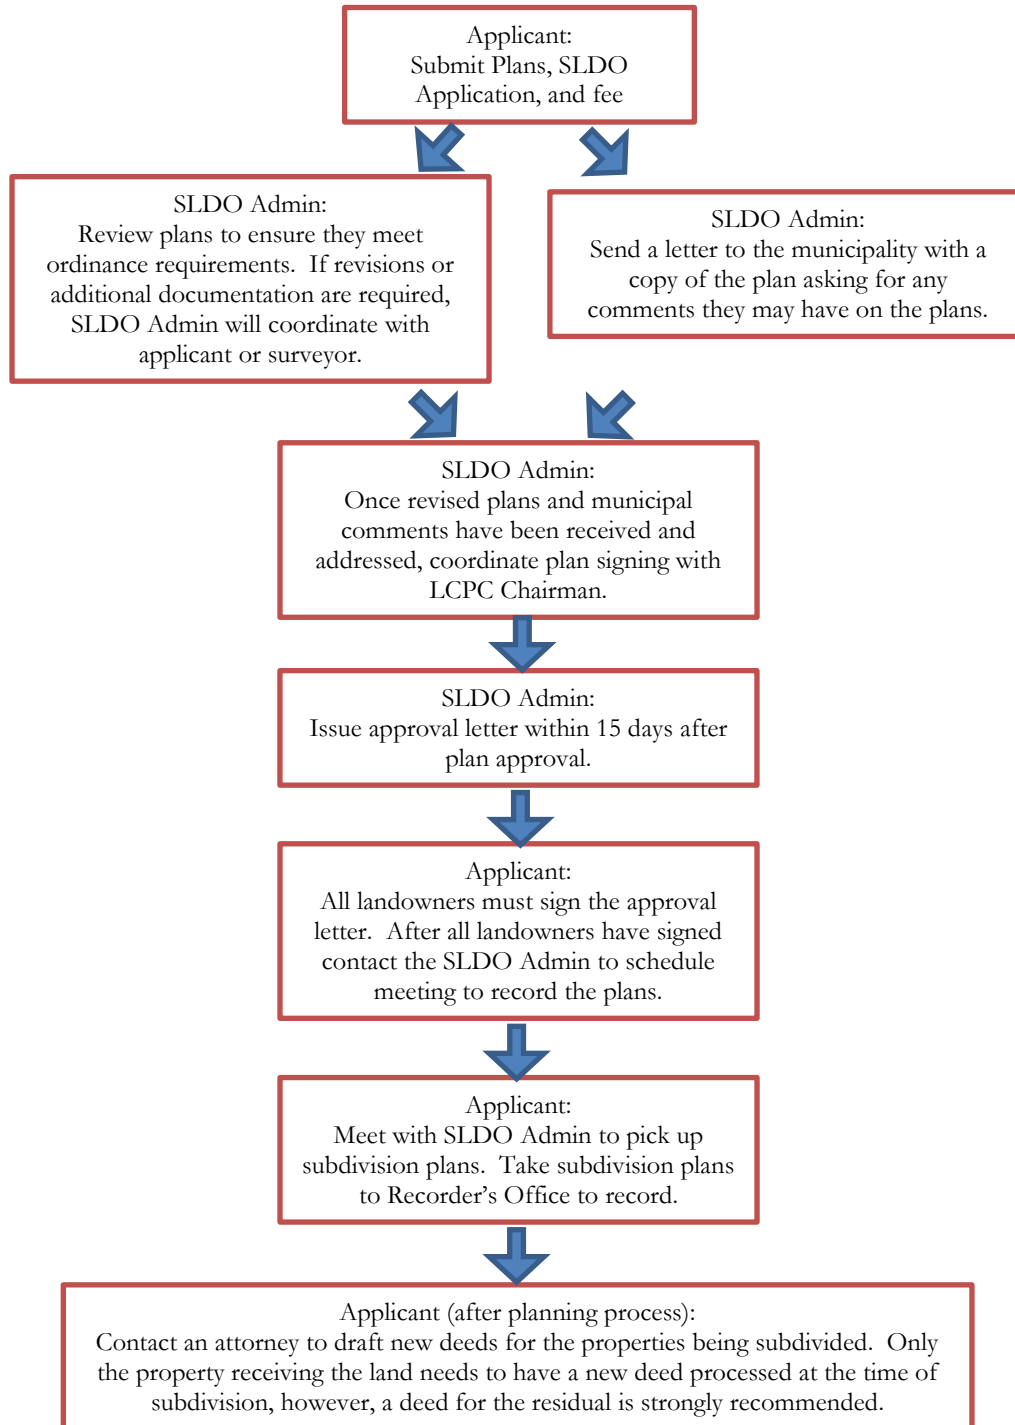 Applicant:
Submit Plans, SLDO
Application, and fee
SLDO Admin:
Review plans to ensure they meet
ordinance requirements.  If revisions or
additional documentation are required,
SLDO Admin will coordinate with
applicant or surveyor.
SLDO Admin:
Send a letter to the municipality with a
copy of the plan asking for any
comments they may have on the plans.
SLDO Admin:
Once revised plans and municipal
comments have been received and
addressed, coordinate plan signing with
LCPC Chairman.
SLDO Admin:
Issue approval letter within 15 days after
plan approval.
Applicant:
All landowners must sign the approval
letter.  After all landowners have signed
contact the SLDO Admin to schedule
meeting to record the plans.
Applicant:
Meet with SLDO Admin to pick up
subdivision plans.  Take subdivision plans
to Recorder’s Office to record.
Applicant (after planning process):
Contact an attorney to draft new deeds for the properties being subdivided.  Only
the property receiving the land needs to have a new deed processed at the time of
subdivision, however, a deed for the residual is strongly recommended.